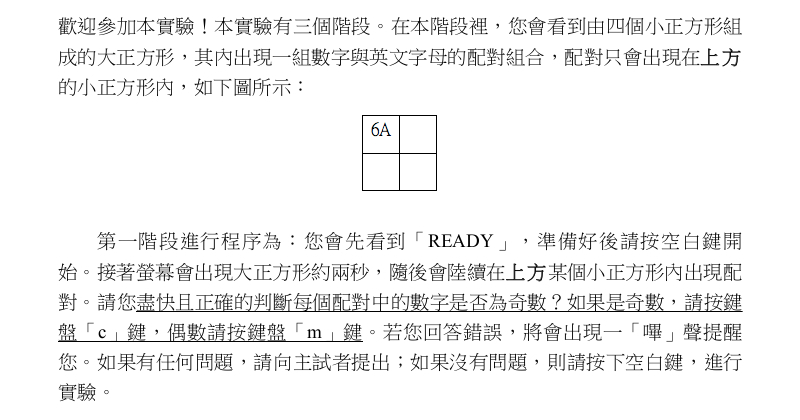 歡迎參加本實驗！本實驗有三個階段。在本階段裡，您會看到由四個小正方形組
成的大正方形，其內出現一組數字與英文字母的配對組合，配對只會出現在上方
的小正方形內，如下圖所示：
6A
第一階段進行程序為：您會先看到「READY」，準備好後請按空白鍵開
始。接著螢幕會出現大正方形約兩秒，隨後會陸續在上方某個小正方形內出現配
對。請您盡快且正確的判斷每個配對中的數字是否為奇數？如果是奇數，請按鍵
盤「c」鍵，偶數請按鍵盤「m」鍵。若您回答錯誤，將會出現一「嗶」聲提醒
您。如果有任何問題，請向主試者提出；如果沒有問題，則請按下空白鍵，進行
實驗。